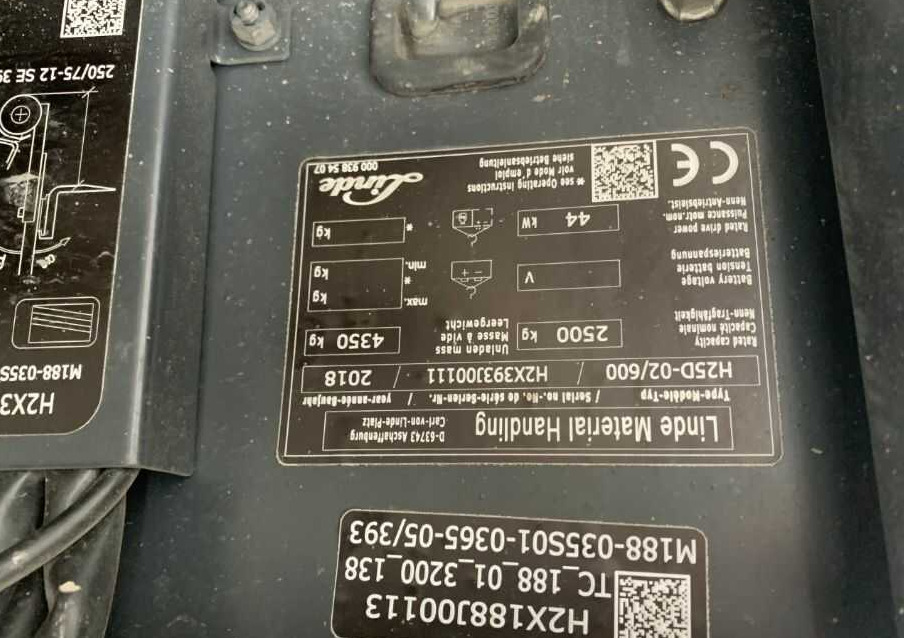 H2X188J00113
TC_188_01_3200_138
M188-035S01-0365-05/393
Linde Material Handling
D-63743 Aschaffenburg
Carl-von-Linde-Platz
Type-Modèle-Typ / Serial no.-No. de série-Serien-Nr. / year-année-Baujahr
H25D-02/600 / H2X393J00111 / 2018
Rated capacity
Capacité nominale
Nenn-Tragfähigkeit
2500 kg
Unladen mass
Masse à vide
Leergewicht
4350 kg
Battery voltage
Tension batterie
Batteriespannung
V
max. kg
*
min. kg
Rated drive power
Puissance motr.nom.
Nenn-Antriebsleist.
44 kW
* kg
CE
* see Operating instructions
voir Mode d'emploi
siehe Betriebsanleitung
Linde
000 938 54 07
H2X3
M188-035S
250/75-12 SE 39